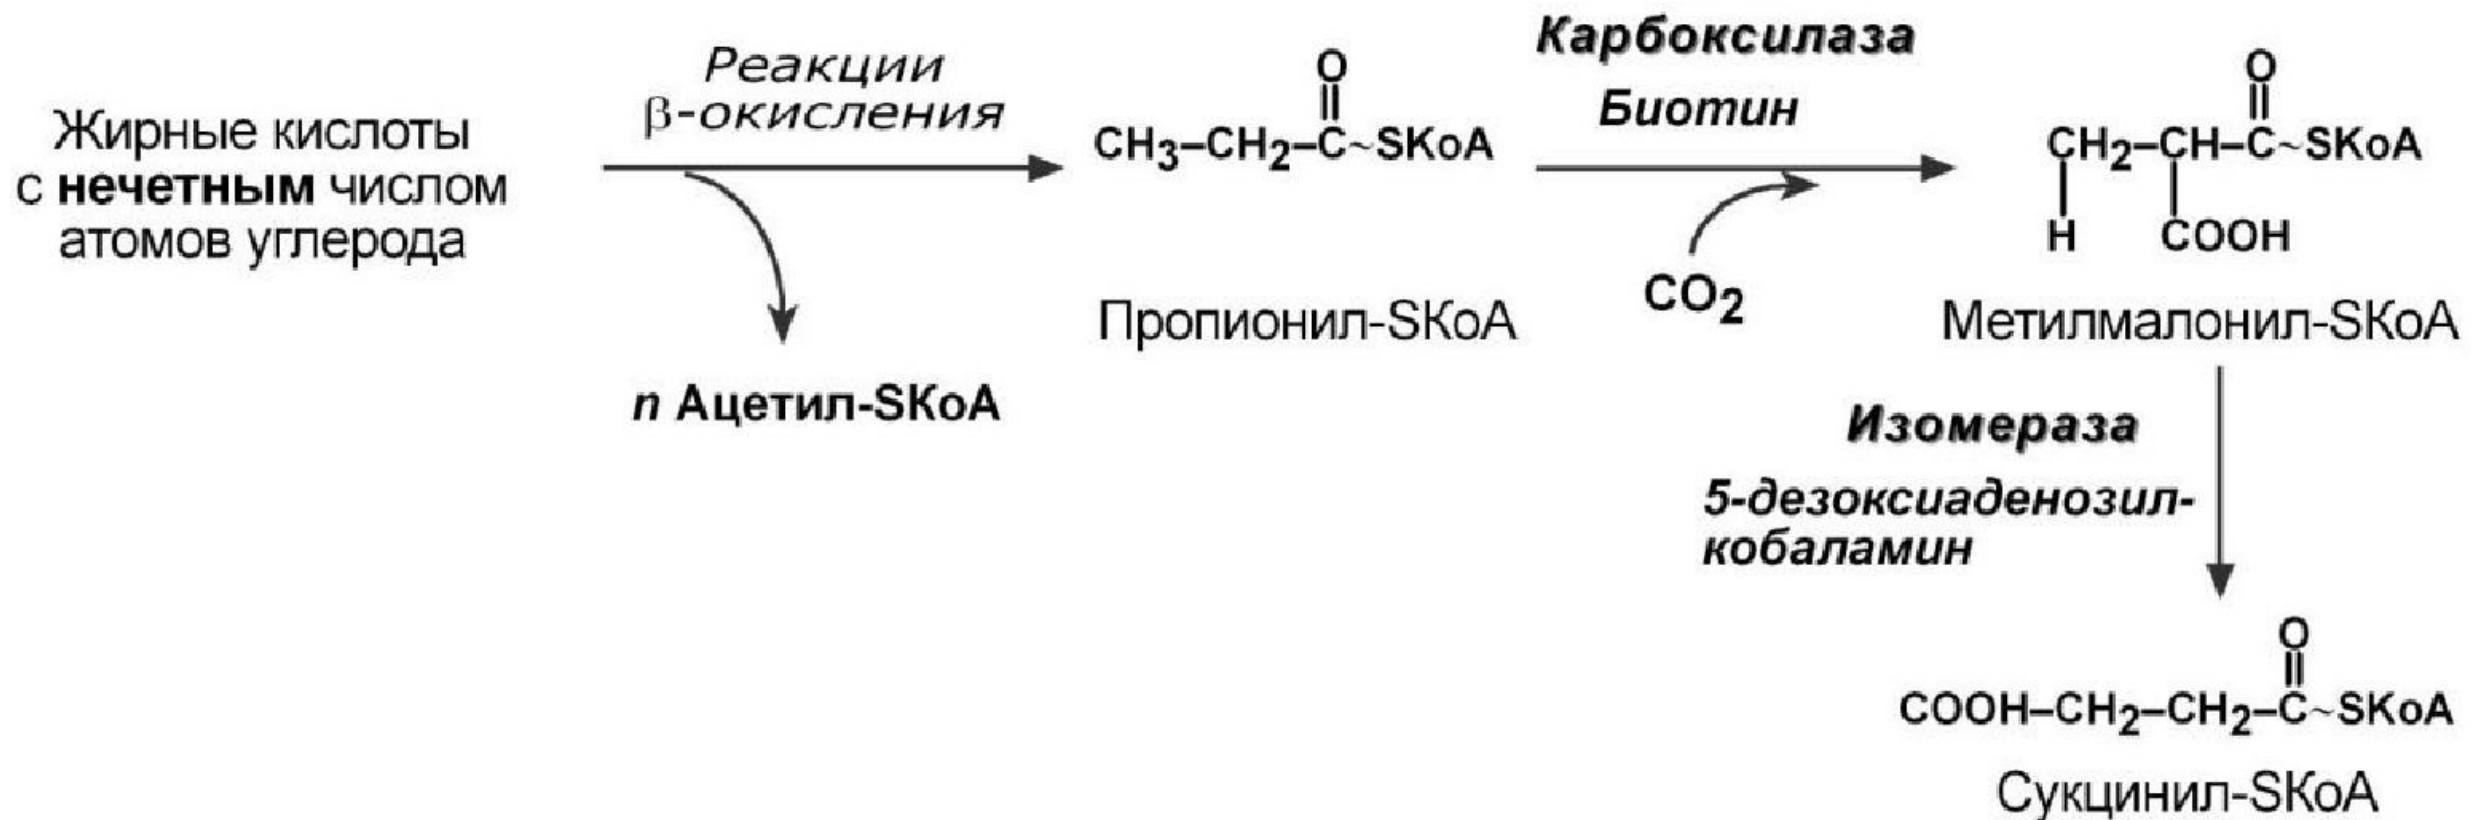 Жирные кислоты
с нечетным числом
атомов углерода
Реакции
β-окисления
n Ацетил-SКоА
O
CH3–CH2–C~SKoA
Пропионил-SКоА
Карбоксилаза
Биотин
CO2
O
CH2–CH–C~SKoA
H COOH
Метилмалонил-SКоА
Изомераза
5-дезоксиаденозил-
кобаламин
O
COOH–CH2–CH2–C~SKoA
Сукцинил-SКоА